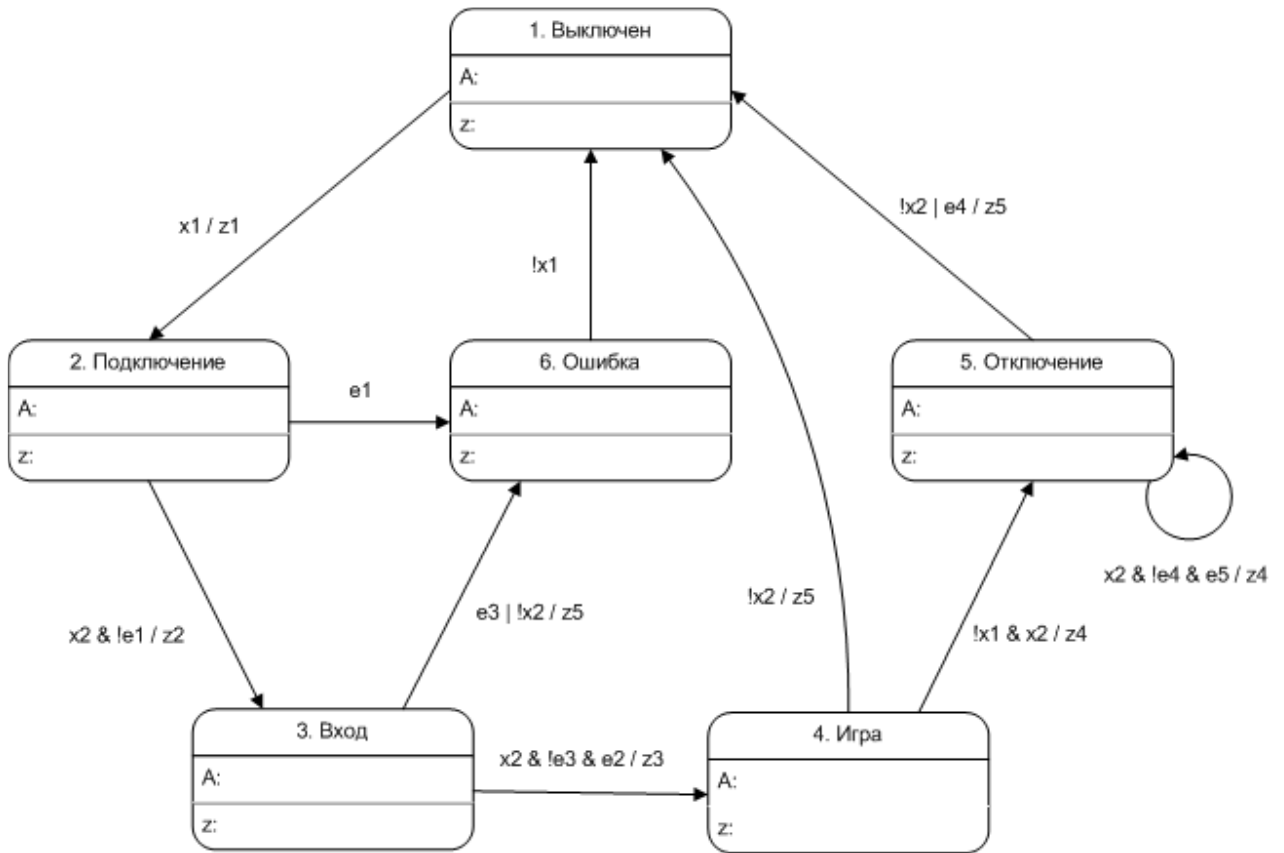 1. Выключен
A:
z:
x1 / z1
!x2 | e4 / z5
!x1
2. Подключение
A:
z:
e1
6. Ошибка
A:
z:
5. Отключение
A:
z:
x2 & !e4 & e5 / z4
x2 & !e1 / z2
e3 | !x2 / z5
!x2 / z5
!x1 & x2 / z4
3. Вход
A:
z:
x2 & !e3 & e2 / z3
4. Игра
A:
z: